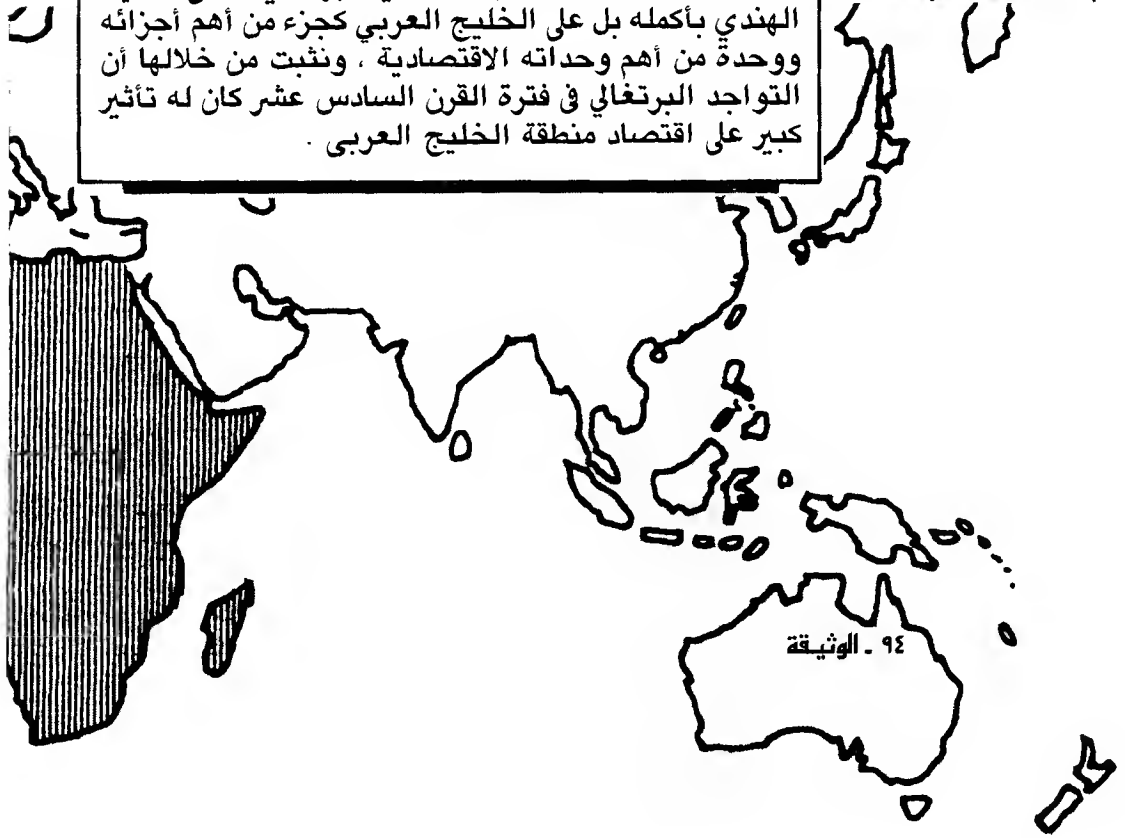 الهندي بأكمله بل على الخليج العربي كجزء من أهم أجزائه
ووحدة من أهم وحداته الاقتصادية ، ونثبت من خلالها أن
التواجد البرتغالي في فترة القرن السادس عشر كان له تأثير
كبير على اقتصاد منطقة الخليج العربي .
٩٤ ـ الوثيقة